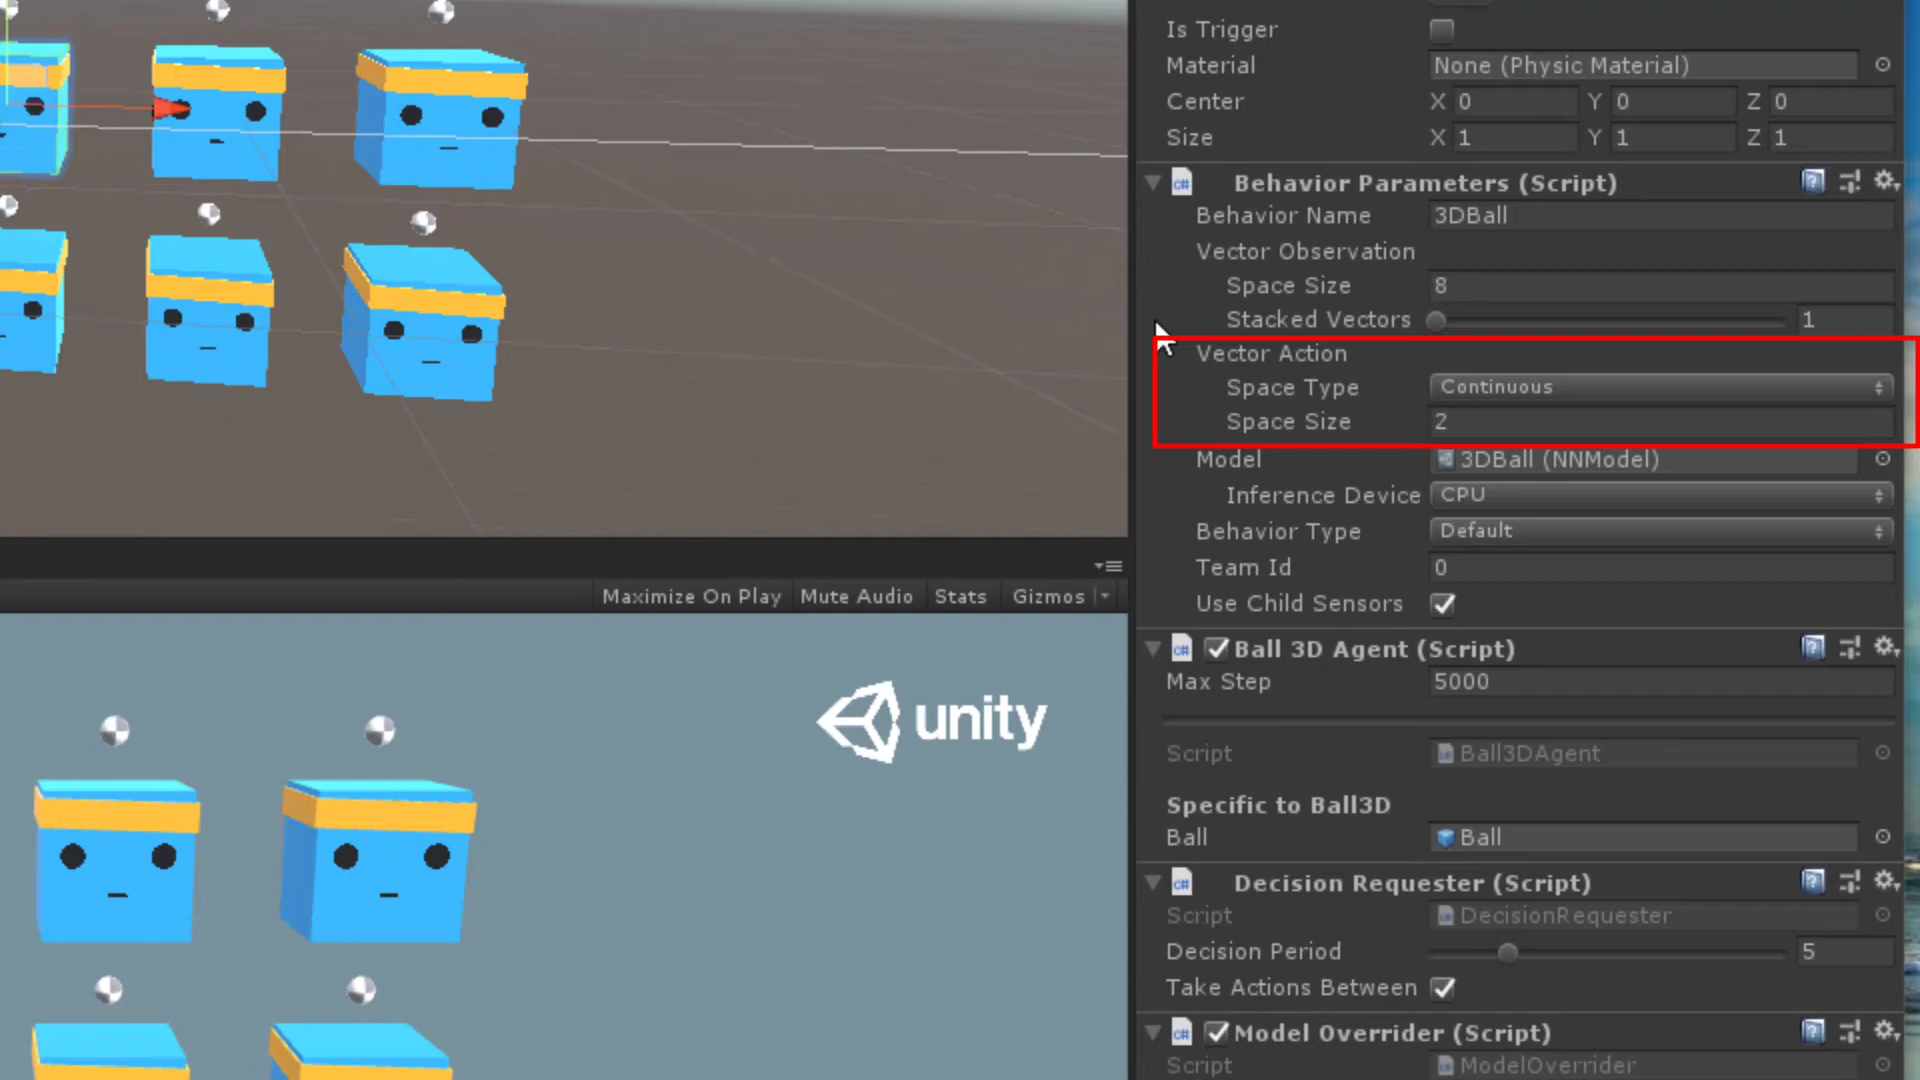 Is Trigger
Material None (Physic Material)
Center X 0 Y 0 Z 0
Size X 1 Y 1 Z 1
Behavior Parameters (Script)
Behavior Name 3DBall
Vector Observation
Space Size 8
Stacked Vectors 1
Vector Action
Space Type Continuous
Space Size 2
Model 3DBall (NNModel)
Inference Device CPU
Behavior Type Default
Team Id 0
Use Child Sensors
Maximize On Play Mute Audio Stats Gizmos
unity
Ball 3D Agent (Script)
Max Step 5000
Script Ball3DAgent
Specific to Ball3D
Ball Ball
Decision Requester (Script)
Script DecisionRequester
Decision Period 5
Take Actions Between
Model Overrider (Script)
Script ModelOverrider